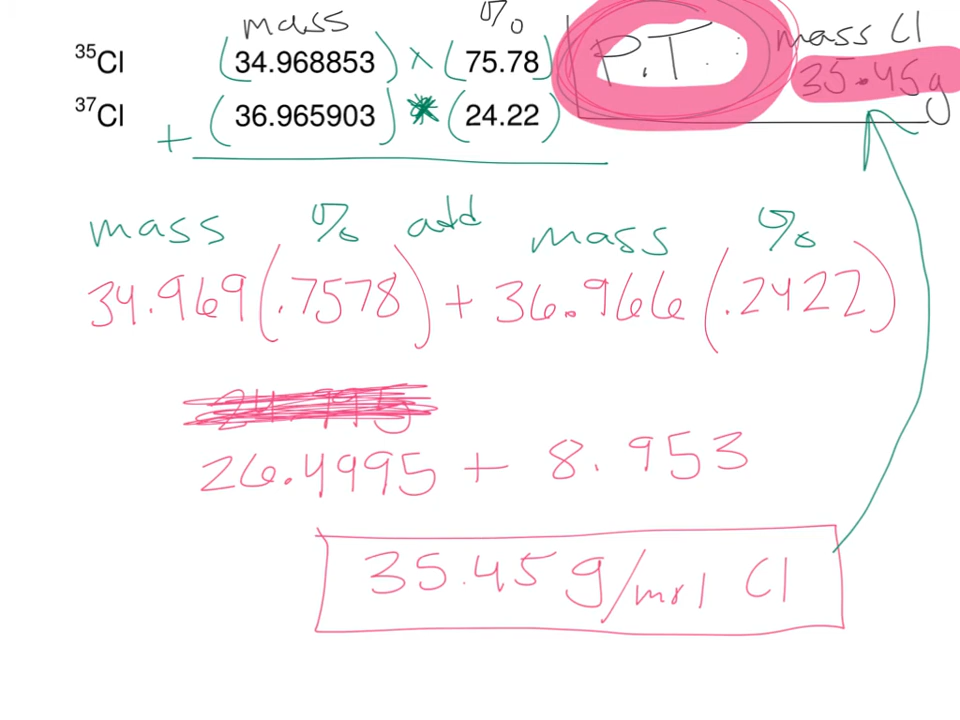 mass %
³⁵Cl (34.968853) × (75.78) P.T. mass Cl
³⁷Cl (36.965903) * (24.22) 35.45g
+
mass % add mass %
34.969(.7578) + 36.966(.2422)
26.4995 + 8.953
35.45 g/mol Cl